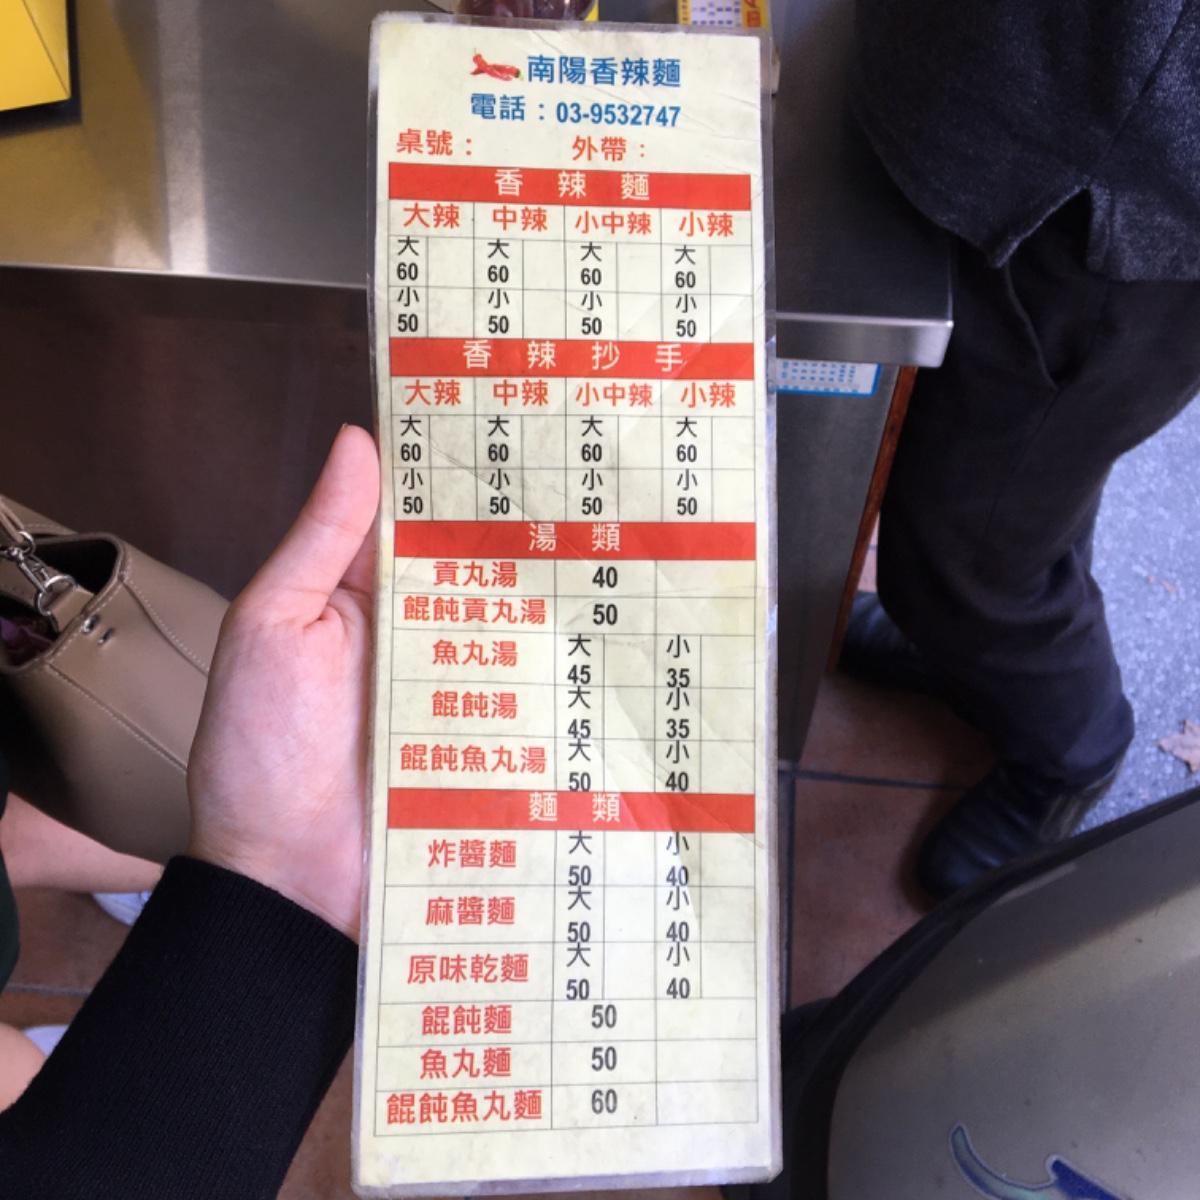 南陽香辣麵
電話：03-9532747
桌號： 外帶：
香辣麵
大辣 中辣 小中辣 小辣
大 大 大 大
60 60 60 60
小 小 小 小
50 50 50 50
香辣抄手
大辣 中辣 小中辣 小辣
大 大 大 大
60 60 60 60
小 小 小 小
50 50 50 50
湯類
貢丸湯 40
餛飩貢丸湯 50
魚丸湯 大 45 小 35
餛飩湯 大 45 小 35
餛飩魚丸湯 大 50 小 40
麵類
炸醬麵 大 50 小 40
麻醬麵 大 50 小 40
原味乾麵 大 50 小 40
餛飩麵 50
魚丸麵 50
餛飩魚丸麵 60